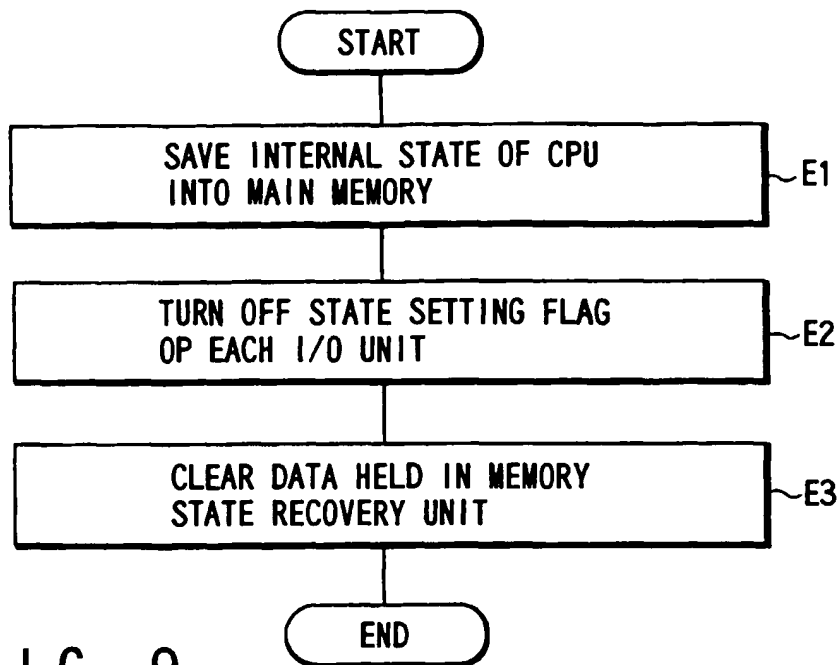 START
SAVE INTERNAL STATE OF CPU
INTO MAIN MEMORY
E1
TURN OFF STATE SETTING FLAG
OP EACH I/O UNIT
E2
CLEAR DATA HELD IN MEMORY
STATE RECOVERY UNIT
E3
END